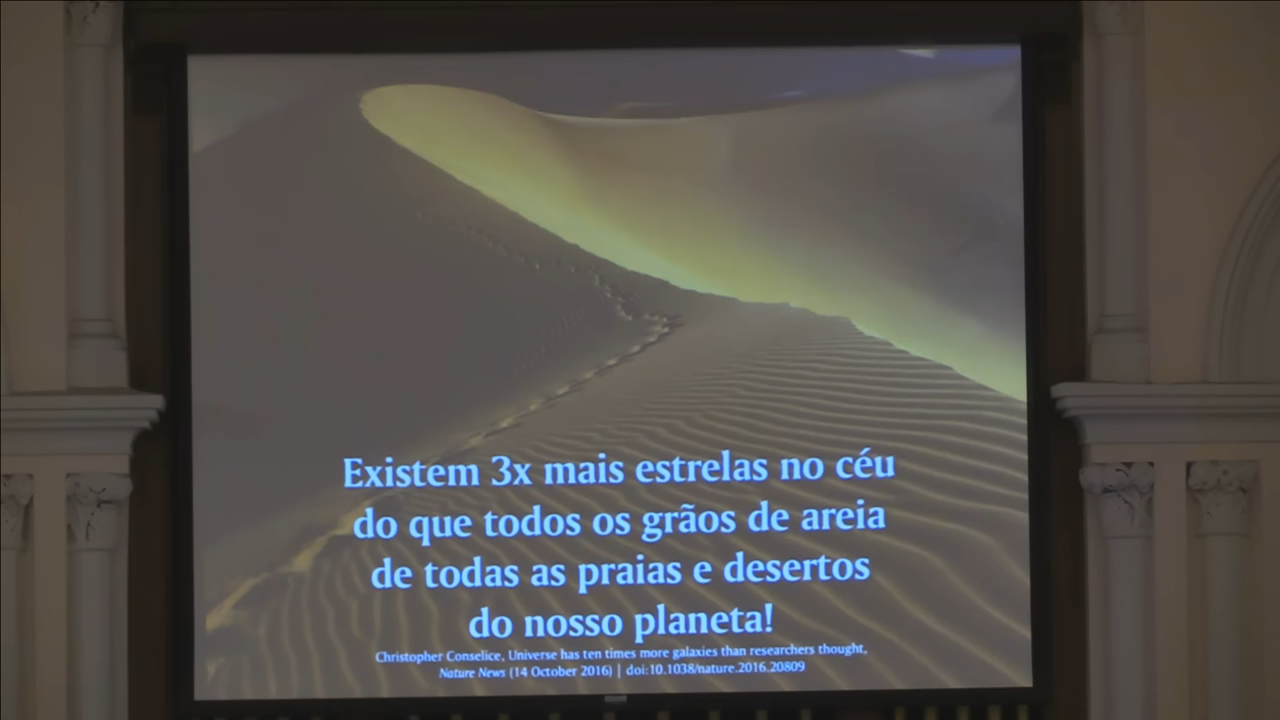 Existem 3x mais estrelas no céu
do que todos os grãos de areia
de todas as praias e desertos
do nosso planeta!
Christopher Conselice, Universe has ten times more galaxies than researchers thought,
Nature News (14 October 2016) | doi:10.1038/nature.2016.20809